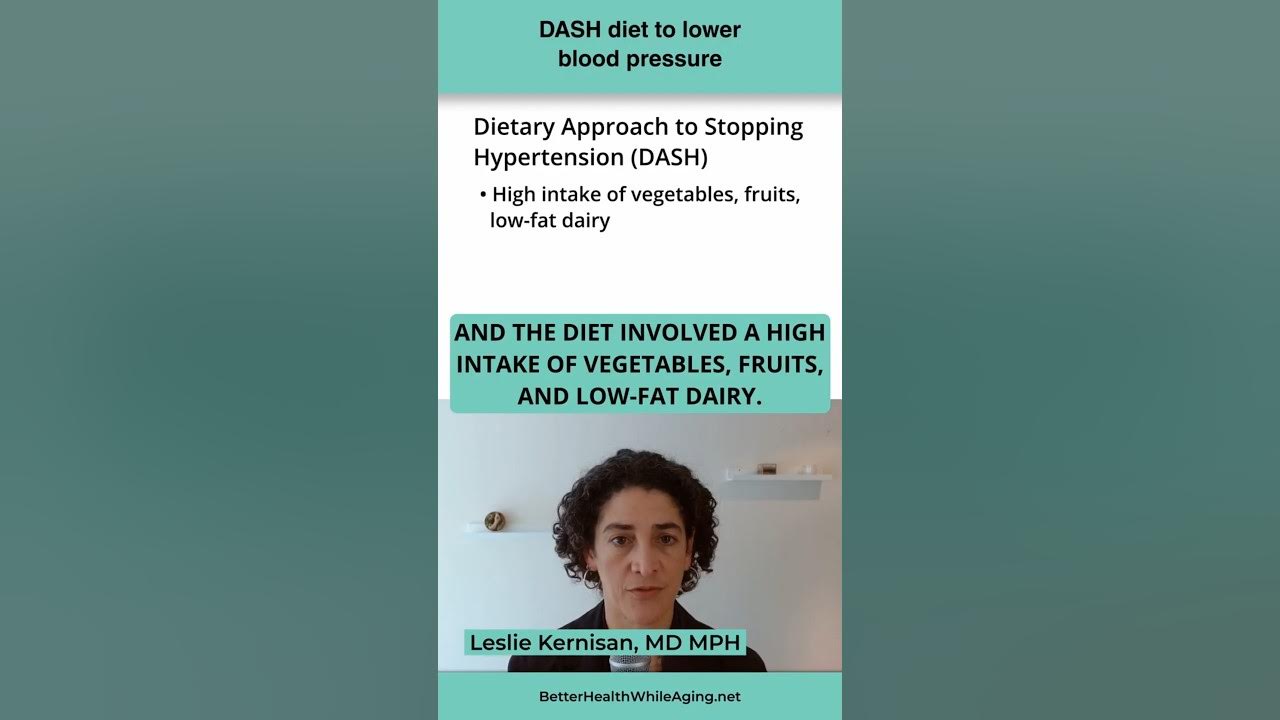 DASH diet to lower
blood pressure
Dietary Approach to Stopping
Hypertension (DASH)
• High intake of vegetables, fruits,
low-fat dairy
AND THE DIET INVOLVED A HIGH
INTAKE OF VEGETABLES, FRUITS,
AND LOW-FAT DAIRY.
Leslie Kernisan, MD MPH
BetterHealthWhileAging.net